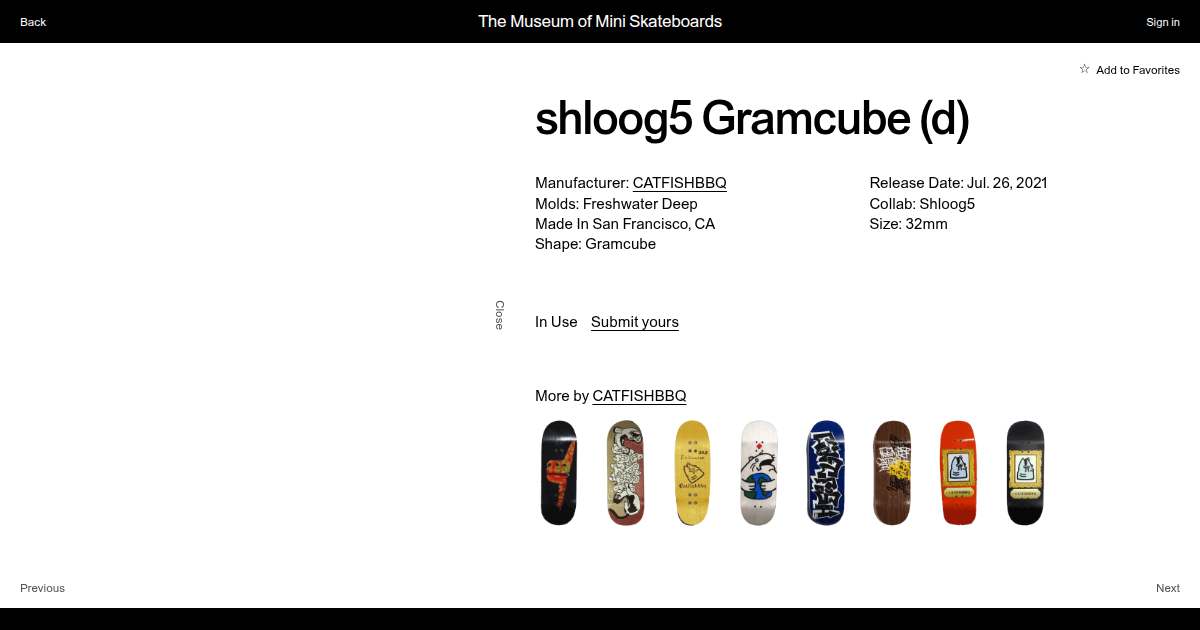 Back
The Museum of Mini Skateboards
Sign in
☆ Add to Favorites
shloog5 Gramcube (d)
Manufacturer: CATFISHBBQ
Molds: Freshwater Deep
Made In San Francisco, CA
Shape: Gramcube
Release Date: Jul. 26, 2021
Collab: Shloog5
Size: 32mm
Close
In Use Submit yours
More by CATFISHBBQ
Previous
Next